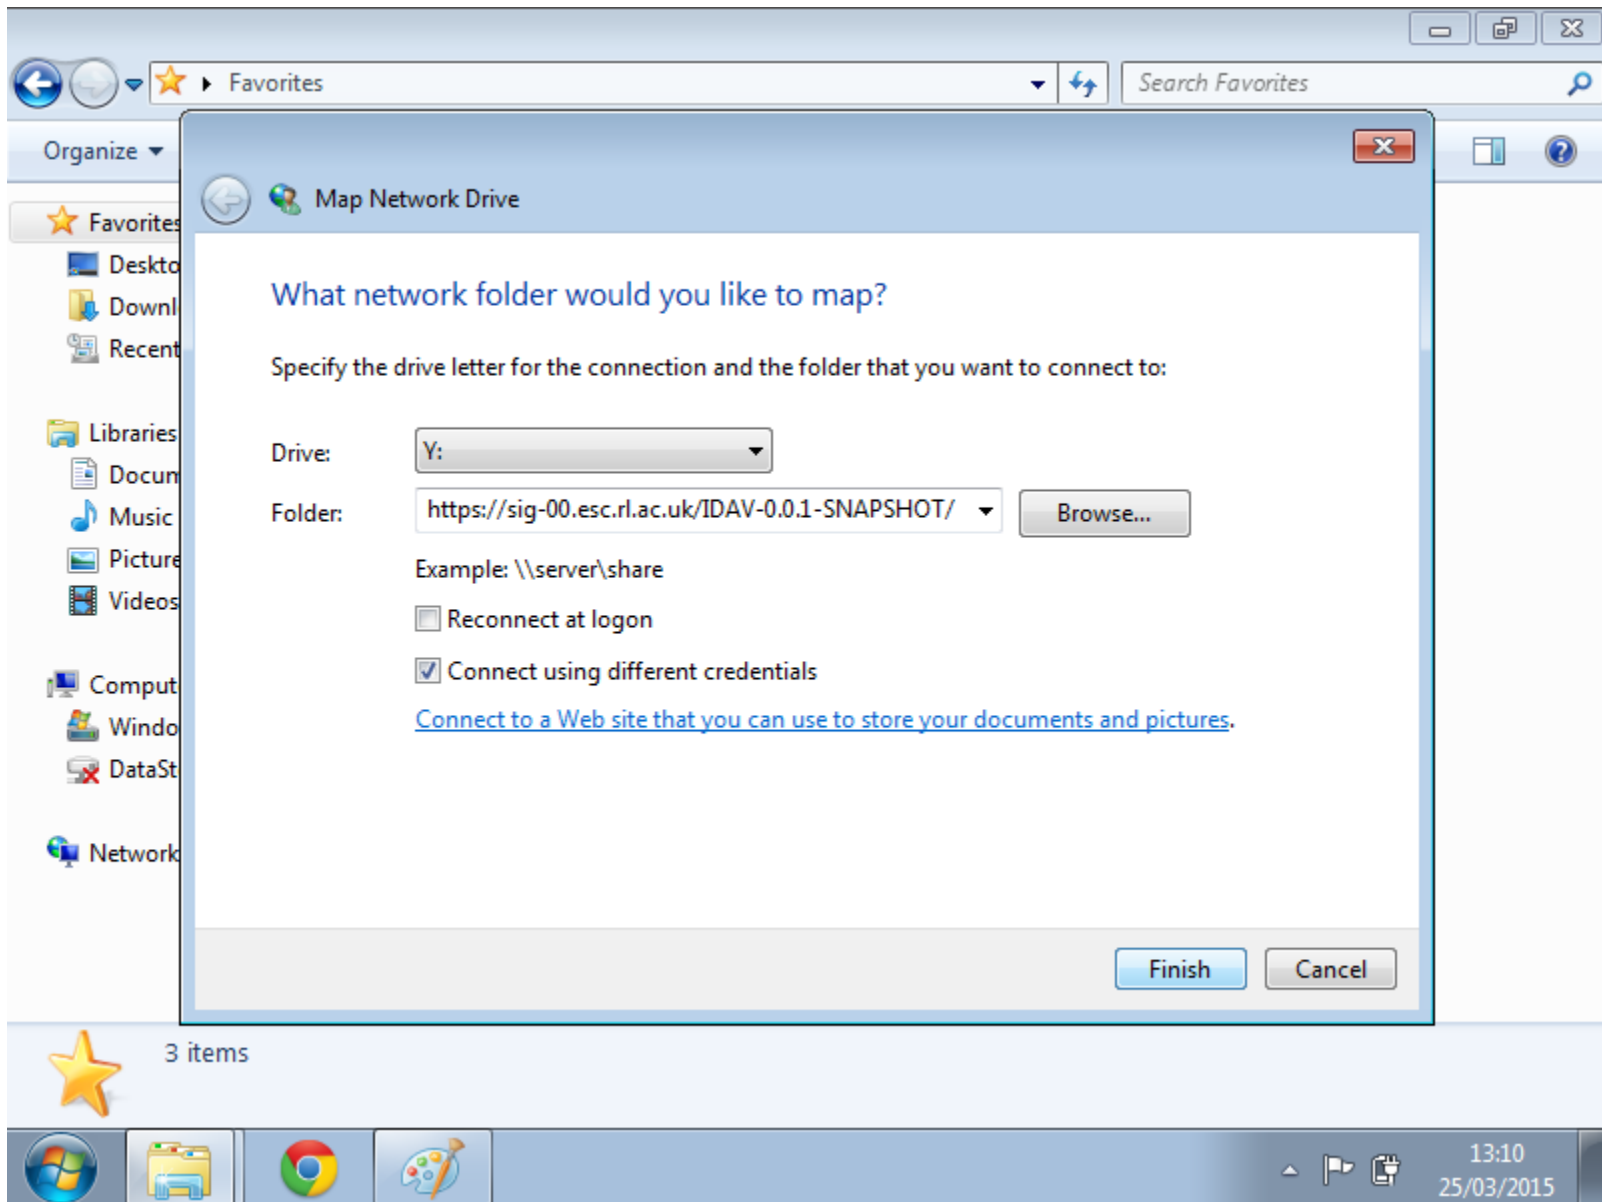 Favorites
Search Favorites
Organize
Map Network Drive
Favorites
Deskto
Downl
Recent
Libraries
Docum
Music
Picture
Videos
Comput
Windo
DataSt
Network
What network folder would you like to map?
Specify the drive letter for the connection and the folder that you want to connect to:
Drive: Y:
Folder: https://sig-00.esc.rl.ac.uk/IDAV-0.0.1-SNAPSHOT/ Browse...
Example: \\server\share
Reconnect at logon
Connect using different credentials
Connect to a Web site that you can use to store your documents and pictures.
Finish Cancel
3 items
13:10
25/03/2015